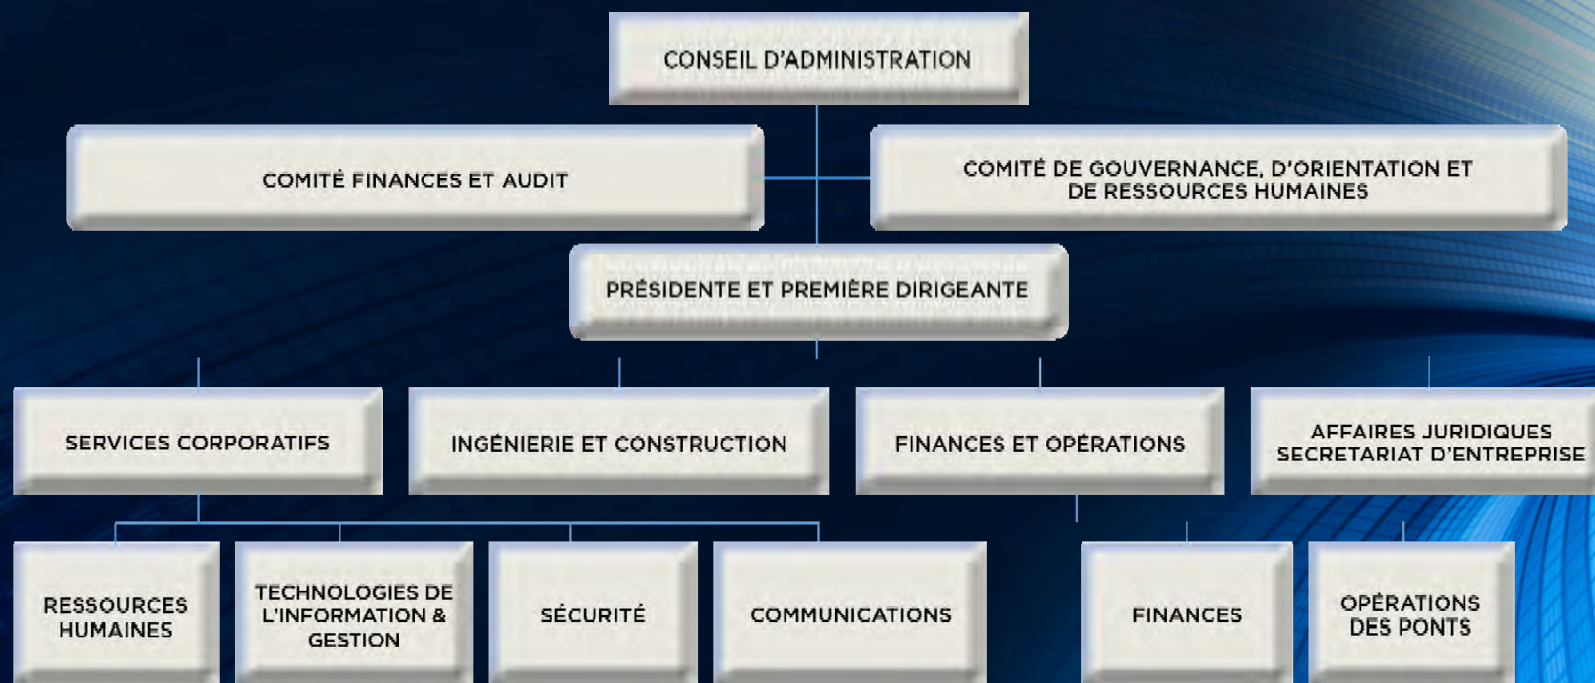 CONSEIL D'ADMINISTRATION
COMITÉ FINANCES ET AUDIT
COMITÉ DE GOUVERNANCE, D'ORIENTATION ET
DE RESSOURCES HUMAINES
PRÉSIDENTE ET PREMIÈRE DIRIGEANTE
SERVICES CORPORATIFS
INGÉNIERIE ET CONSTRUCTION
FINANCES ET OPÉRATIONS
AFFAIRES JURIDIQUES
SECRETARIAT D'ENTREPRISE
RESSOURCES
HUMAINES
TECHNOLOGIES DE
L'INFORMATION &
GESTION
SÉCURITÉ
COMMUNICATIONS
FINANCES
OPÉRATIONS
DES PONTS